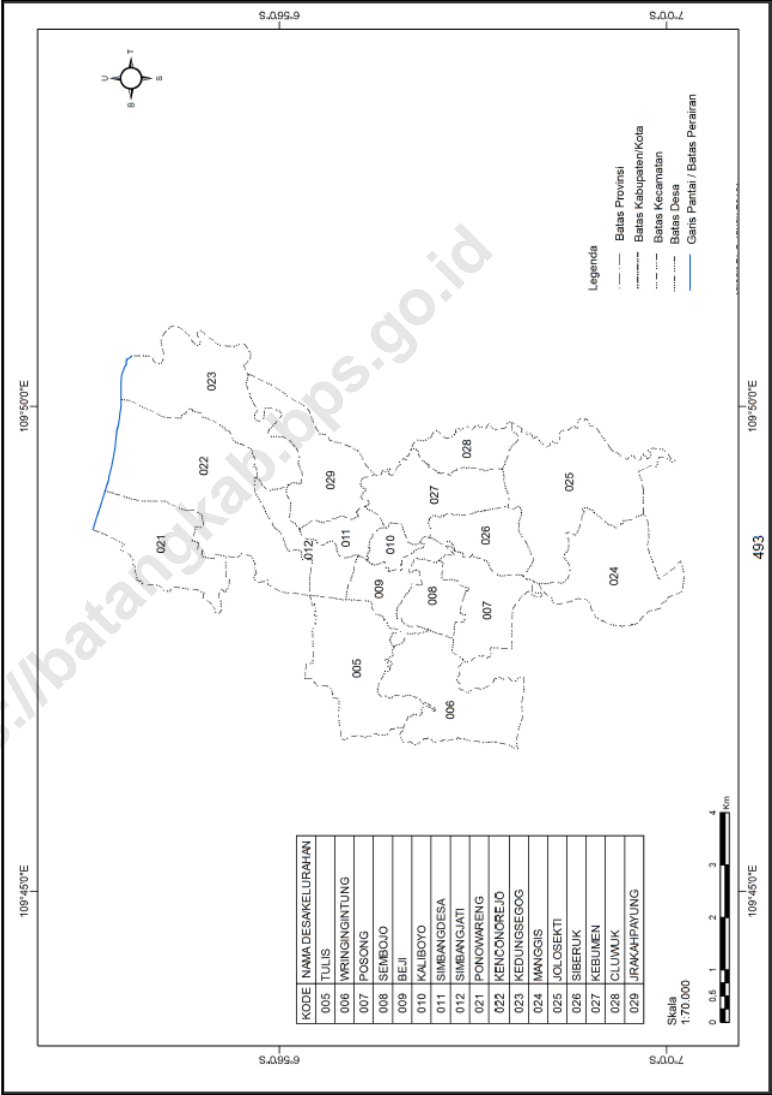 6°56'0"S
7°0'0"S
U
B
T
S
109°50'0"E
109°50'0"E
Legenda
Batas Provinsi
Batas Kabupaten/Kota
Batas Kecamatan
Batas Desa
Garis Pantai / Batas Perairan
021
022
023
012
011
029
005
009
010
027
028
006
008
007
026
025
024
://batangkab.bps.go.id
109°45'0"E
109°45'0"E
KODE NAMA DESA/KELURAHAN
005 TULIS
006 WRINGINGINTUNG
007 POSONG
008 SEMBOJO
009 BEJI
010 KALIBOYO
011 SIMBANGDESA
012 SIMBANGJATI
021 PONOWARENG
022 KENCONOREJO
023 KEDUNGSEGOG
024 MANGGIS
025 JOLOSEKTI
026 SIBERUK
027 KEBUMEN
028 CLUWUK
029 JRAKAHPAYUNG
Skala
1:70.000
0 0.5 1 2 3 4
Km
6°56'0"S
7°0'0"S
493